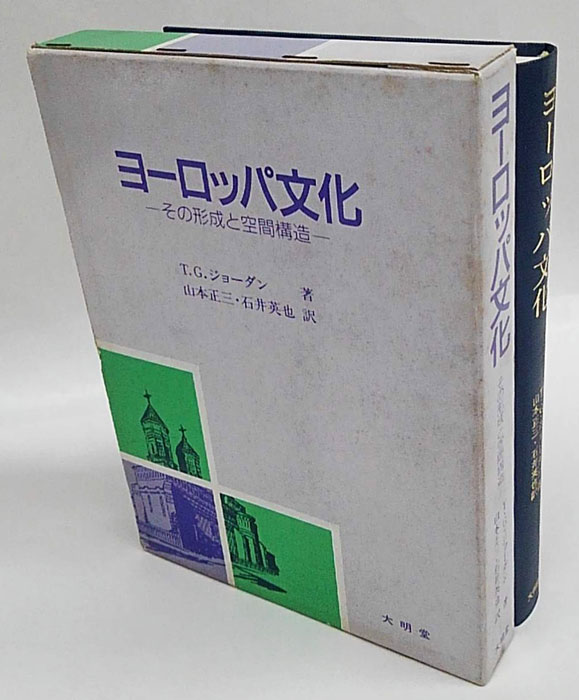 ヨーロッパ文化
―その形成と空間構造―
T.G.ジョーダン 著
山本正三・石井英也 訳
大明堂
ヨーロッパ文化
ヨーロッパ文化